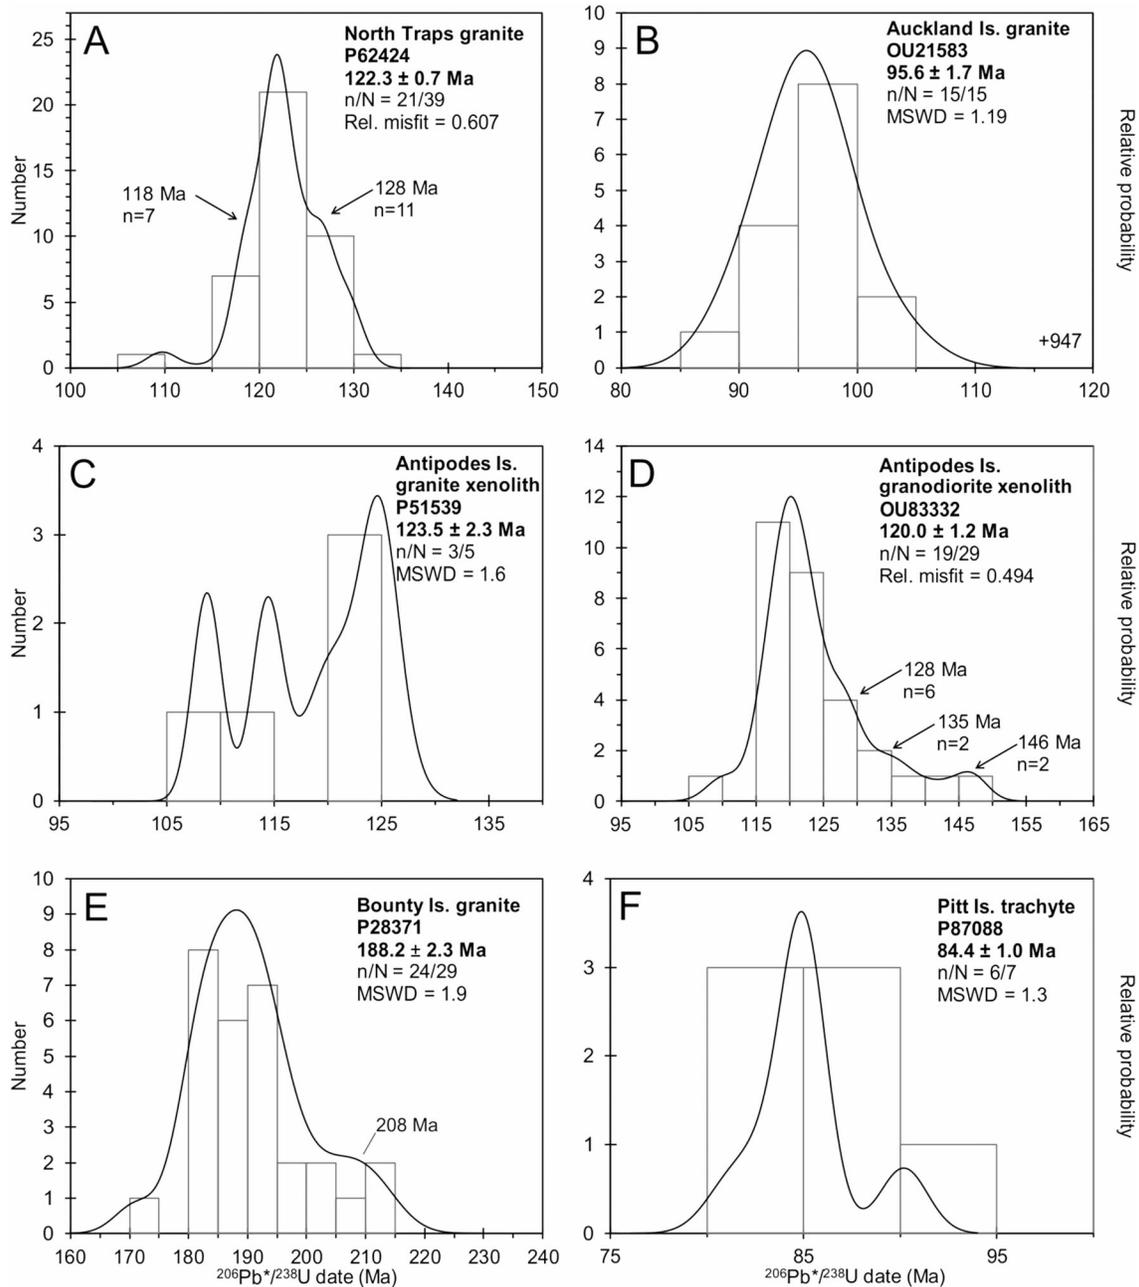 A
North Traps granite
P62424
122.3 ± 0.7 Ma
n/N = 21/39
Rel. misfit = 0.607
118 Ma
n=7
128 Ma
n=11
Number
25
20
15
10
5
0
100 110 120 130 140 150
B
Auckland Is. granite
OU21583
95.6 ± 1.7 Ma
n/N = 15/15
MSWD = 1.19
+947
10
9
8
7
6
5
4
3
2
1
0
80 90 100 110 120
Relative probability
C
Antipodes Is.
granite xenolith
P51539
123.5 ± 2.3 Ma
n/N = 3/5
MSWD = 1.6
Number
4
3
2
1
0
95 105 115 125 135
D
Antipodes Is.
granodiorite xenolith
OU83332
120.0 ± 1.2 Ma
n/N = 19/29
Rel. misfit = 0.494
128 Ma
n=6
135 Ma
n=2
146 Ma
n=2
14
12
10
8
6
4
2
0
95 105 115 125 135 145 155 165
Relative probability
E
Bounty Is. granite
P28371
188.2 ± 2.3 Ma
n/N = 24/29
MSWD = 1.9
208 Ma
Number
10
9
8
7
6
5
4
3
2
1
0
160 170 180 190 200 210 220 230 240
²⁰⁶Pb*/²³⁸U date (Ma)
F
Pitt Is. trachyte
P87088
84.4 ± 1.0 Ma
n/N = 6/7
MSWD = 1.3
4
3
2
1
0
75 85 95
²⁰⁶Pb*/²³⁸U date (Ma)
Relative probability